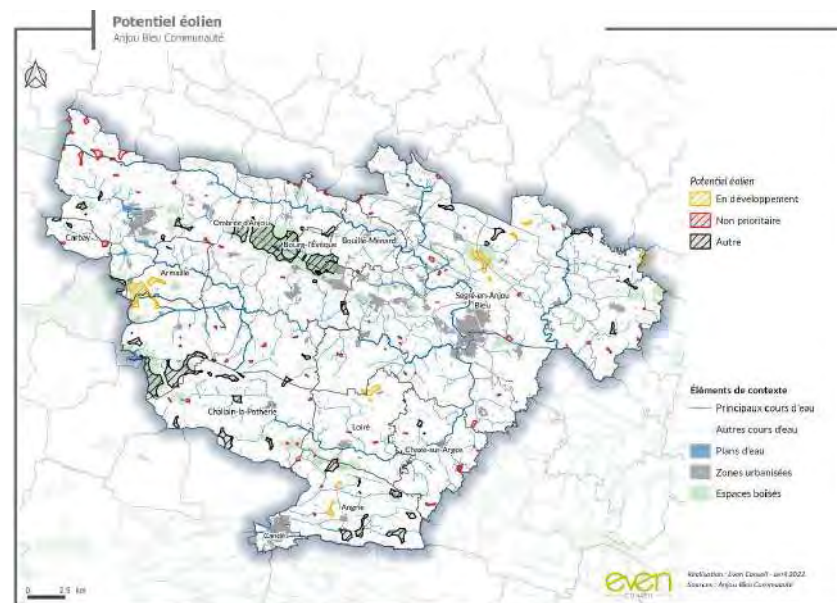 Potentiel éolien
Anjou Bleu Communauté
Potentiel éolien
En développement
Non prioritaire
Autre
Ombrée d'Anjou
Bourg-l'Évêque
Bouillé-Ménard
Carbay
Armaillé
Segré-en-Anjou
Bleu
Challain-la-Potherie
Loiré
Chazé-sur-Argos
Angrie
Candé
Éléments de contexte
Principaux cours d'eau
Autres cours d'eau
Plans d'eau
Zones urbanisées
Espaces boisés
0 2.5 km
even
CONSEIL
Réalisation : Even Conseil - avril 2022
Sources : Anjou Bleu Communauté